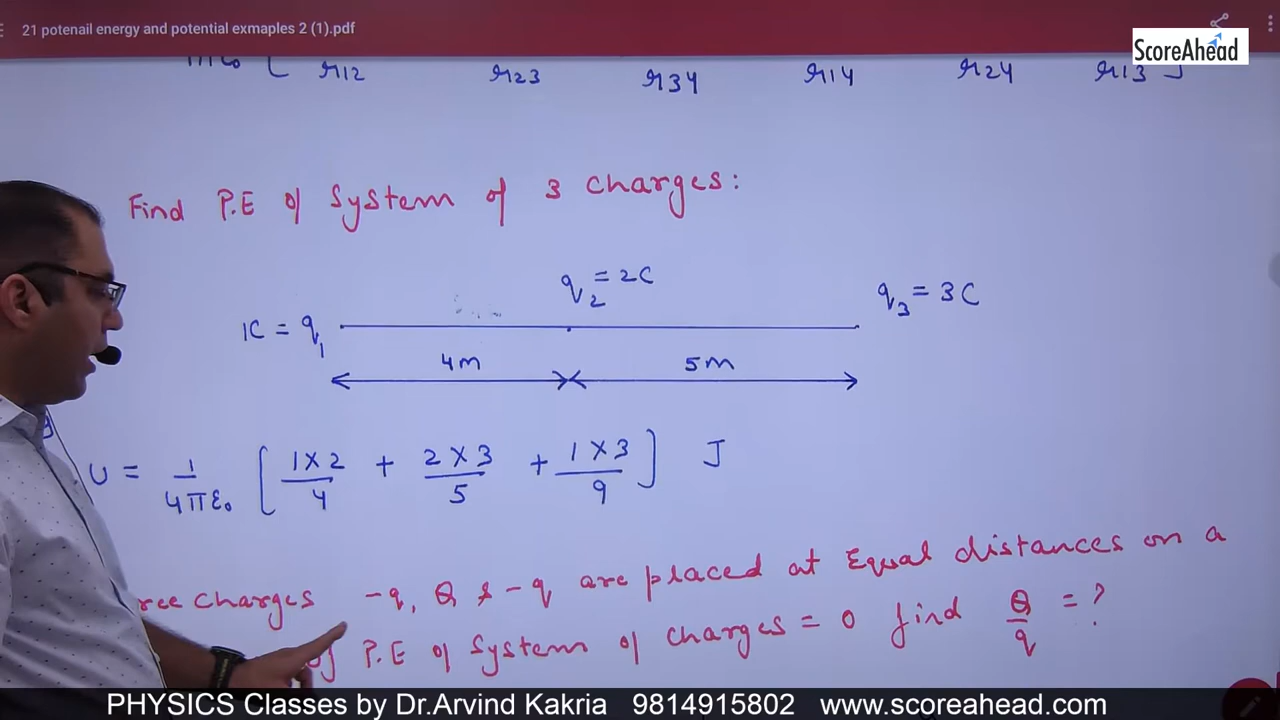 21 potenail energy and potential exmaples 2 (1).pdf
ScoreAhead
r12 r23 r34 r14 r24 r13 ]
Find P.E of System of 3 charges:
q2 = 2C
q3 = 3C
1C = q1
4m 5m
U = 1/4πε0 [ 1×2/4 + 2×3/5 + 1×3/9 ] J
ree charges -q, Q & -q are placed at Equal distances on a
P.E of System of charges = 0 find Q/q = ?
PHYSICS Classes by Dr.Arvind Kakria 9814915802 www.scoreahead.com